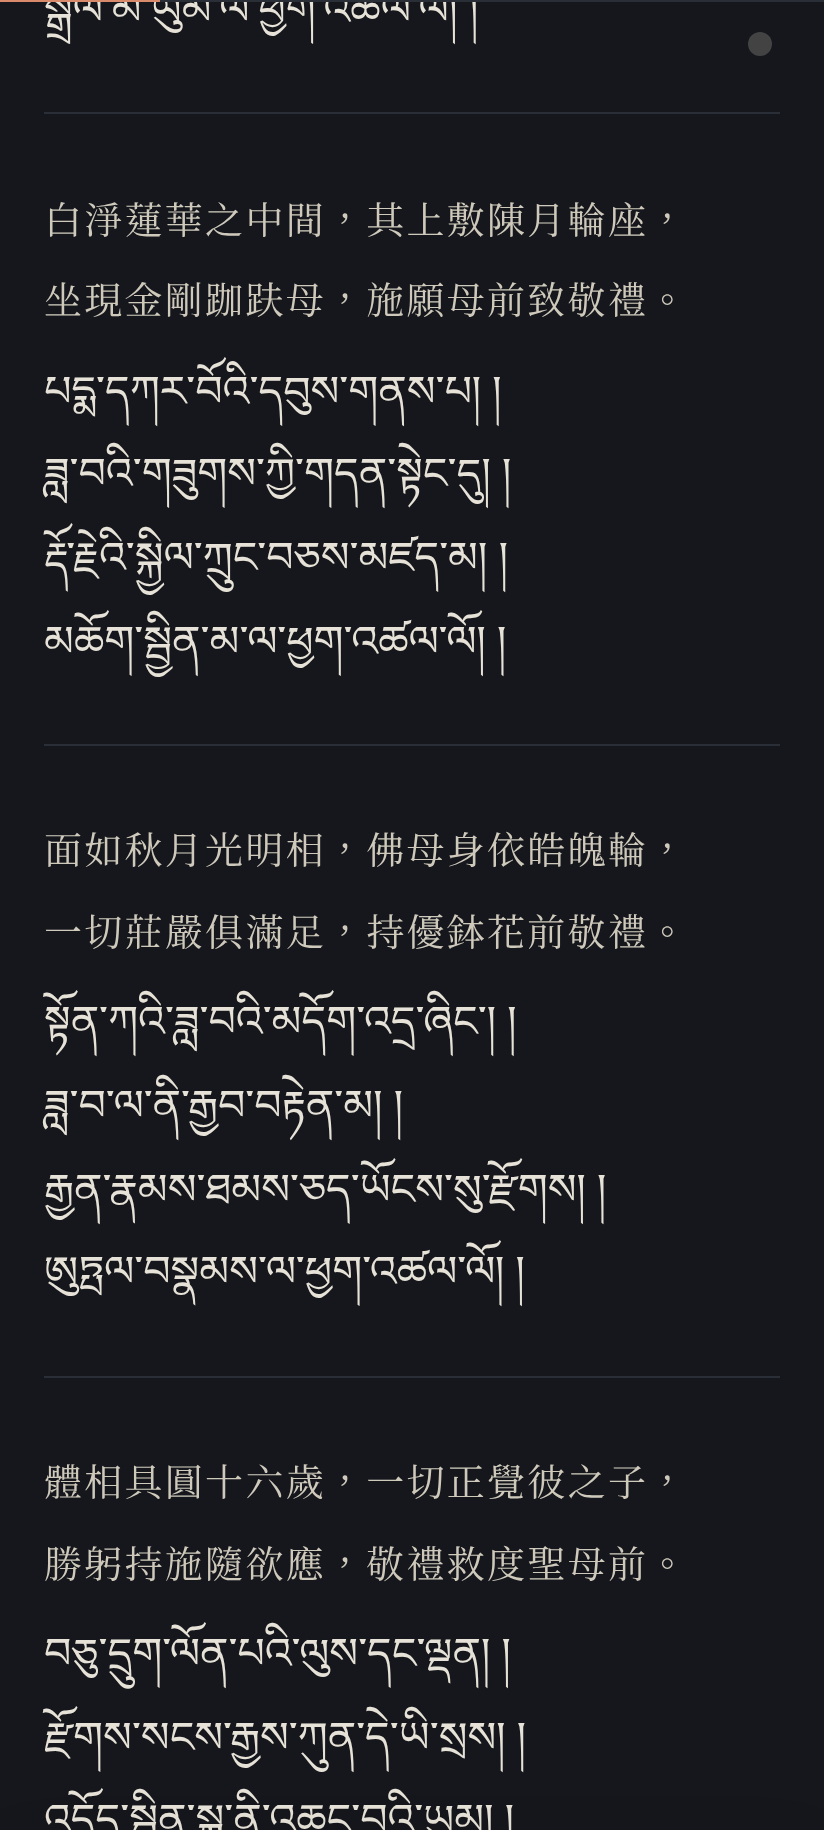 སྒྲོལ་མ་ཡུམ་ལ་ཕྱག་འཚལ་ལོ། །
白淨蓮華之中間，其上敷陳月輪座，
坐現金剛跏趺母，施願母前致敬禮。
པདྨ་དཀར་བོའི་དབུས་གནས་པ། །
ཟླ་བའི་གཟུགས་ཀྱི་གདན་སྟེང་དུ། །
རྡོ་རྗེའི་སྐྱིལ་ཀྲུང་བཅས་མཛད་མ། །
མཆོག་སྦྱིན་མ་ལ་ཕྱག་འཚལ་ལོ། །
面如秋月光明相，佛母身依皓魄輪，
一切莊嚴俱滿足，持優鉢花前敬禮。
སྟོན་ཀའི་ཟླ་བའི་མདོག་འདྲ་ཞིང་། །
ཟླ་བ་ལ་ནི་རྒྱབ་བརྟེན་མ། །
རྒྱན་རྣམས་ཐམས་ཅད་ཡོངས་སུ་རྫོགས། །
ཨུཏྤལ་བསྣམས་ལ་ཕྱག་འཚལ་ལོ། །
體相具圓十六歲，一切正覺彼之子，
勝躬持施隨欲應，敬禮救度聖母前。
བཅུ་དྲུག་ལོན་པའི་ལུས་དང་ལྡན། །
རྫོགས་སངས་རྒྱས་ཀུན་དེ་ཡི་སྲས། །
འདོད་སྦྱིན་སྐུ་ནི་འཆང་བའི་ཡུམ། །